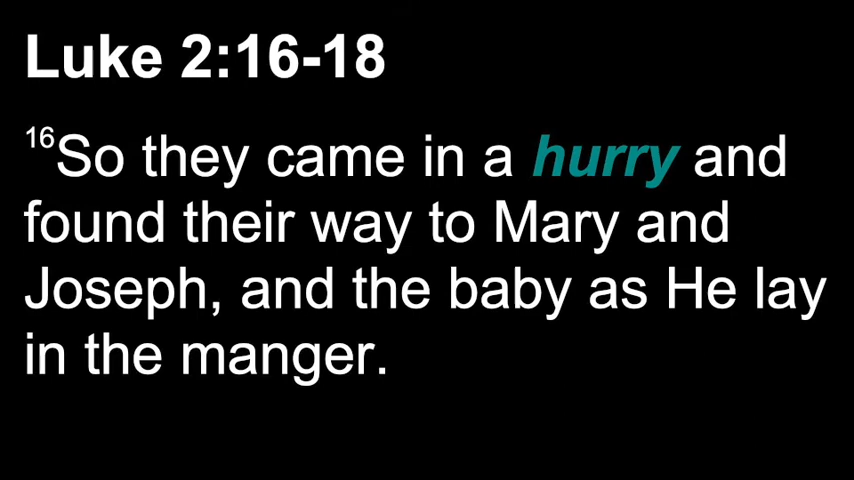 Luke 2:16-18
16So they came in a hurry and
found their way to Mary and
Joseph, and the baby as He lay
in the manger.